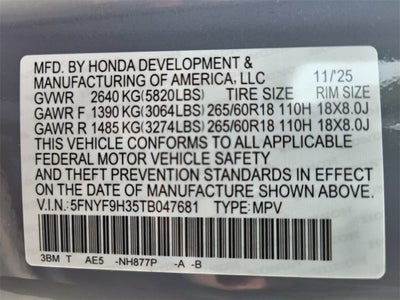 MFD. BY HONDA DEVELOPMENT &
MANUFACTURING OF AMERICA, LLC 11/'25
GVWR 2640 KG(5820LBS) TIRE SIZE RIM SIZE
GAWR F 1390 KG(3064LBS) 265/60R18 110H 18X8.0J
GAWR R 1485 KG(3274LBS) 265/60R18 110H 18X8.0J
THIS VEHICLE CONFORMS TO ALL APPLICABLE
FEDERAL MOTOR VEHICLE SAFETY, BUMPER,
AND THEFT PREVENTION STANDARDS IN EFFECT
ON THE DATE OF MANUFACTURE SHOWN ABOVE.
V.I.N.: 5FNYF9H35TB047681 TYPE: MPV
3BM T AE5 -NH877P -A -B